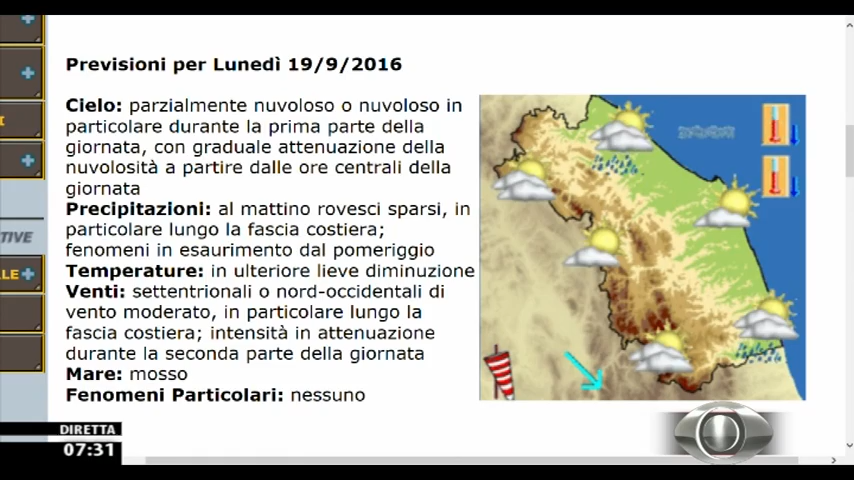 Previsioni per Lunedì 19/9/2016
Cielo: parzialmente nuvoloso o nuvoloso in
particolare durante la prima parte della
giornata, con graduale attenuazione della
nuvolosità a partire dalle ore centrali della
giornata
Precipitazioni: al mattino rovesci sparsi, in
particolare lungo la fascia costiera;
fenomeni in esaurimento dal pomeriggio
Temperature: in ulteriore lieve diminuzione
Venti: settentrionali o nord-occidentali di
vento moderato, in particolare lungo la
fascia costiera; intensità in attenuazione
durante la seconda parte della giornata
Mare: mosso
Fenomeni Particolari: nessuno
I
TIVE
LE
DIRETTA
07:31